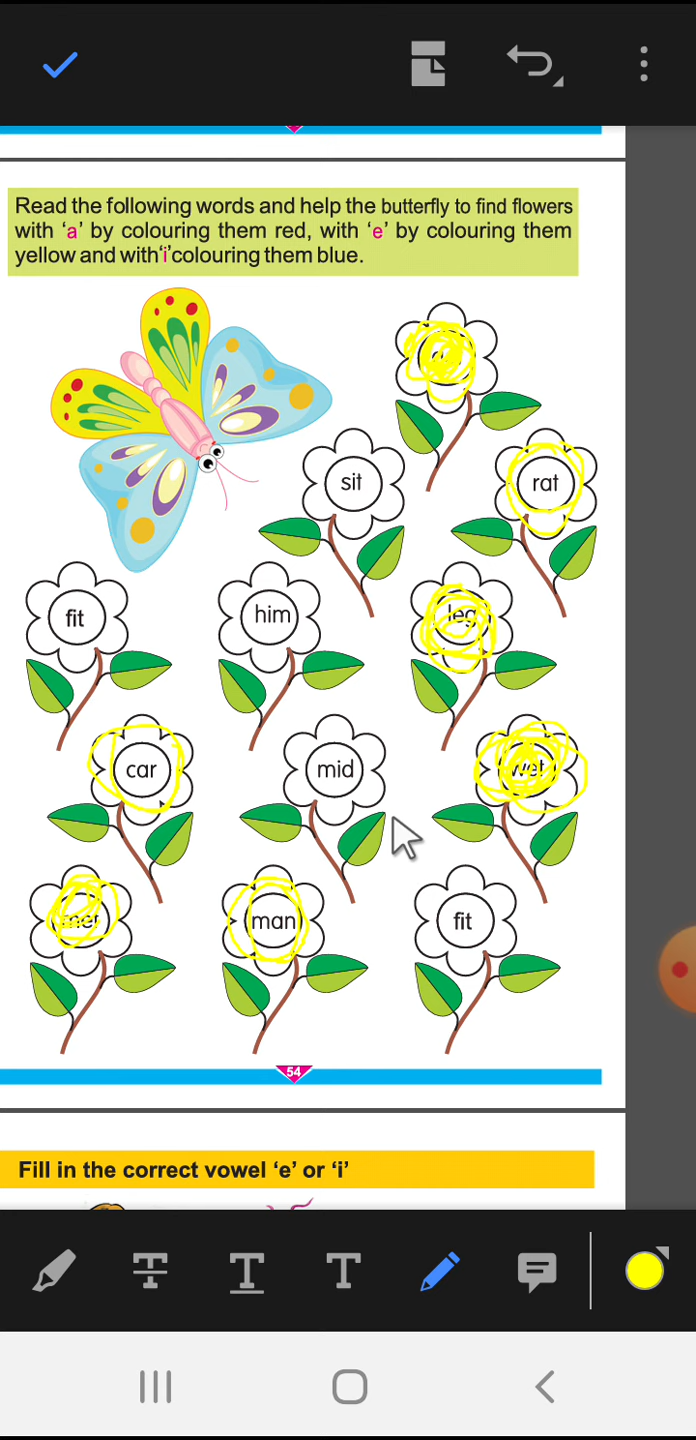 Read the following words and help the butterfly to find flowers
with ‘a’ by colouring them red, with ‘e’ by colouring them
yellow and with‘i’colouring them blue.
sit
rat
fit
him
leg
car
mid
wet
man
fit
54
Fill in the correct vowel ‘e’ or ‘i’
T
T
T